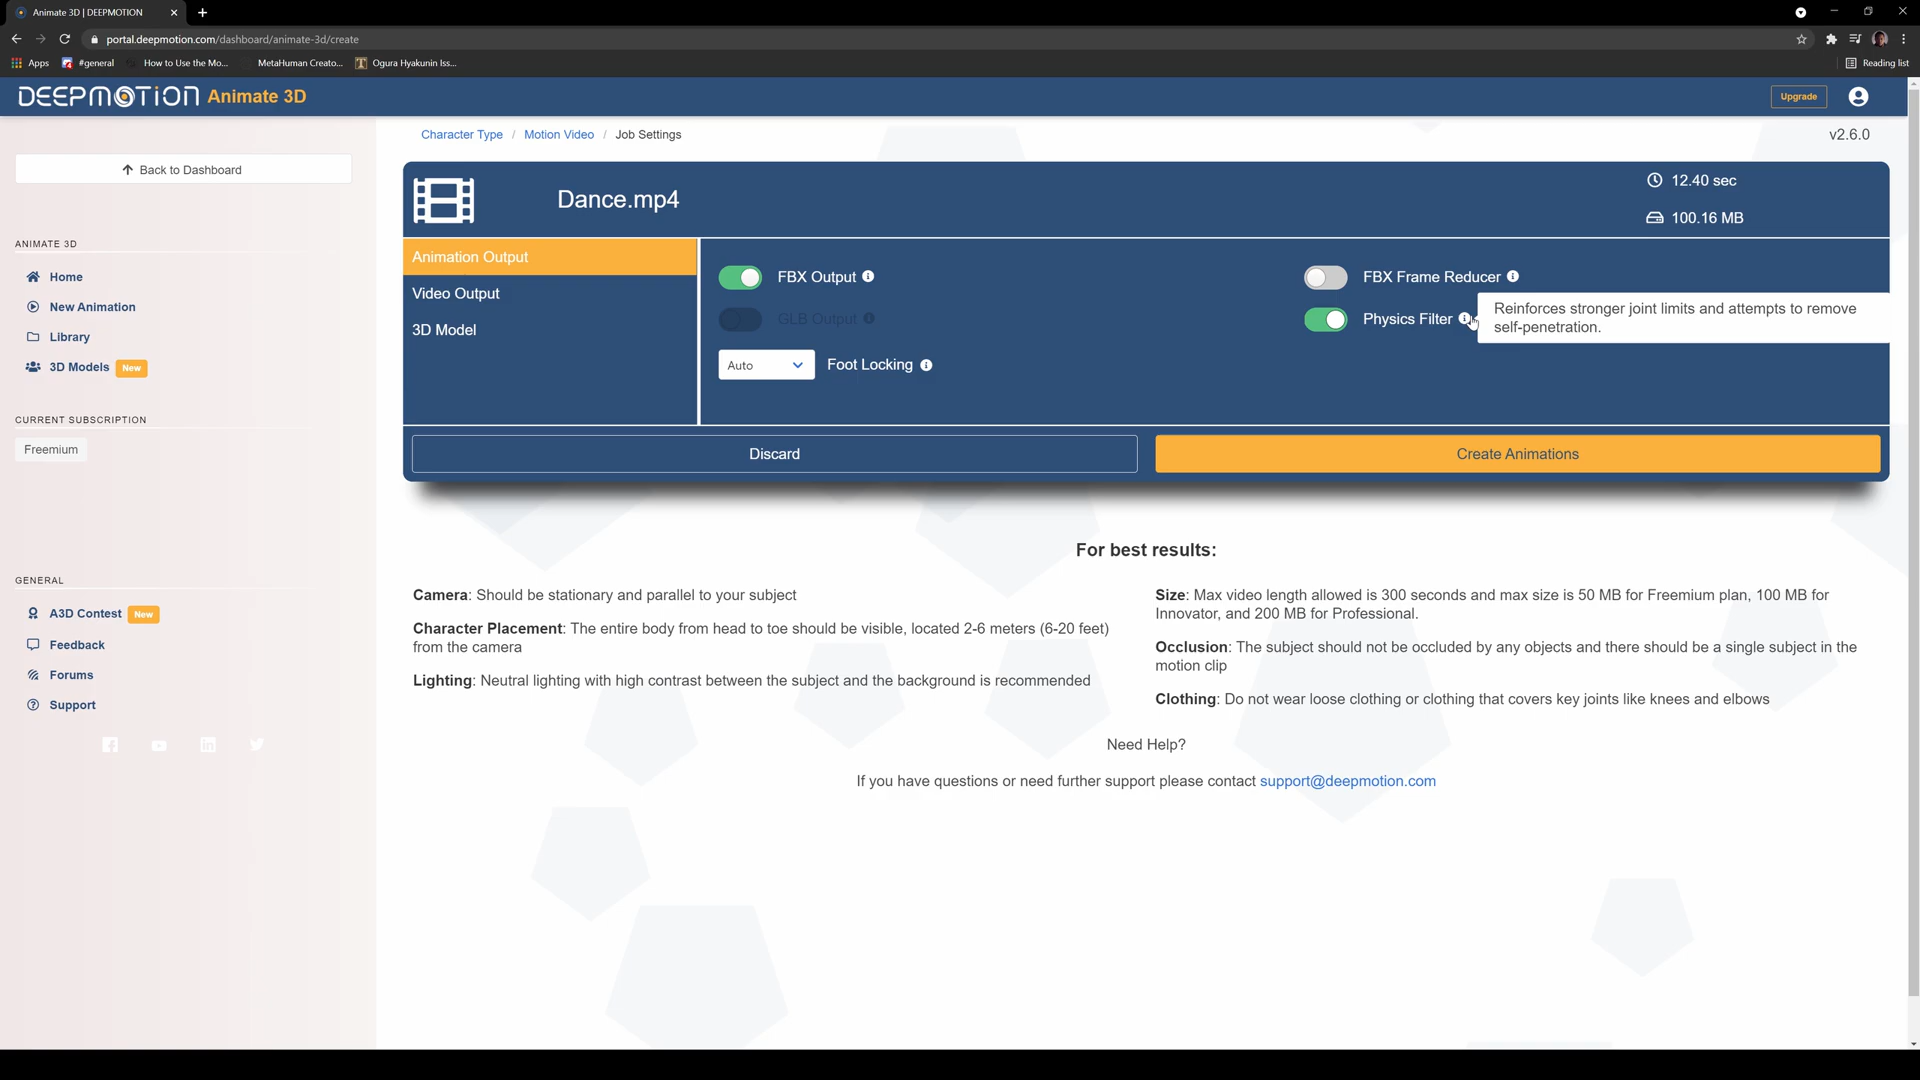 Animate 3D | DEEPMOTION
portal.deepmotion.com/dashboard/animate-3d/create
Apps
#general
How to Use the Mo...
MetaHuman Creato...
Ogura Hyakunin Iss...
Reading list
DEEPMOTION Animate 3D
Upgrade
Character Type / Motion Video / Job Settings
v2.6.0
Back to Dashboard
ANIMATE 3D
Home
New Animation
Library
3D Models New
CURRENT SUBSCRIPTION
Freemium
GENERAL
A3D Contest New
Feedback
Forums
Support
Dance.mp4
12.40 sec
100.16 MB
Animation Output
Video Output
3D Model
FBX Output
GLB Output
Auto
Foot Locking
FBX Frame Reducer
Physics Filter
Reinforces stronger joint limits and attempts to remove
self-penetration.
Discard
Create Animations
For best results:
Camera: Should be stationary and parallel to your subject
Character Placement: The entire body from head to toe should be visible, located 2-6 meters (6-20 feet)
from the camera
Lighting: Neutral lighting with high contrast between the subject and the background is recommended
Size: Max video length allowed is 300 seconds and max size is 50 MB for Freemium plan, 100 MB for
Innovator, and 200 MB for Professional.
Occlusion: The subject should not be occluded by any objects and there should be a single subject in the
motion clip
Clothing: Do not wear loose clothing or clothing that covers key joints like knees and elbows
Need Help?
If you have questions or need further support please contact support@deepmotion.com